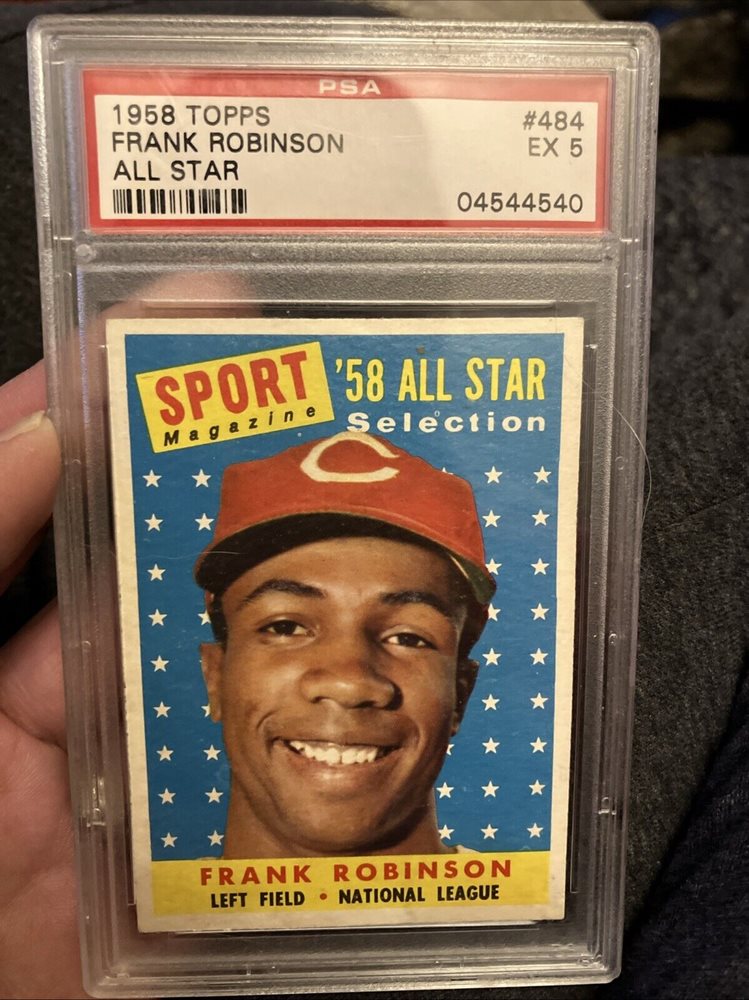 PSA
1958 TOPPS #484
FRANK ROBINSON EX 5
ALL STAR
04544540
SPORT '58 ALL STAR
Magazine Selection
C
FRANK ROBINSON
LEFT FIELD • NATIONAL LEAGUE